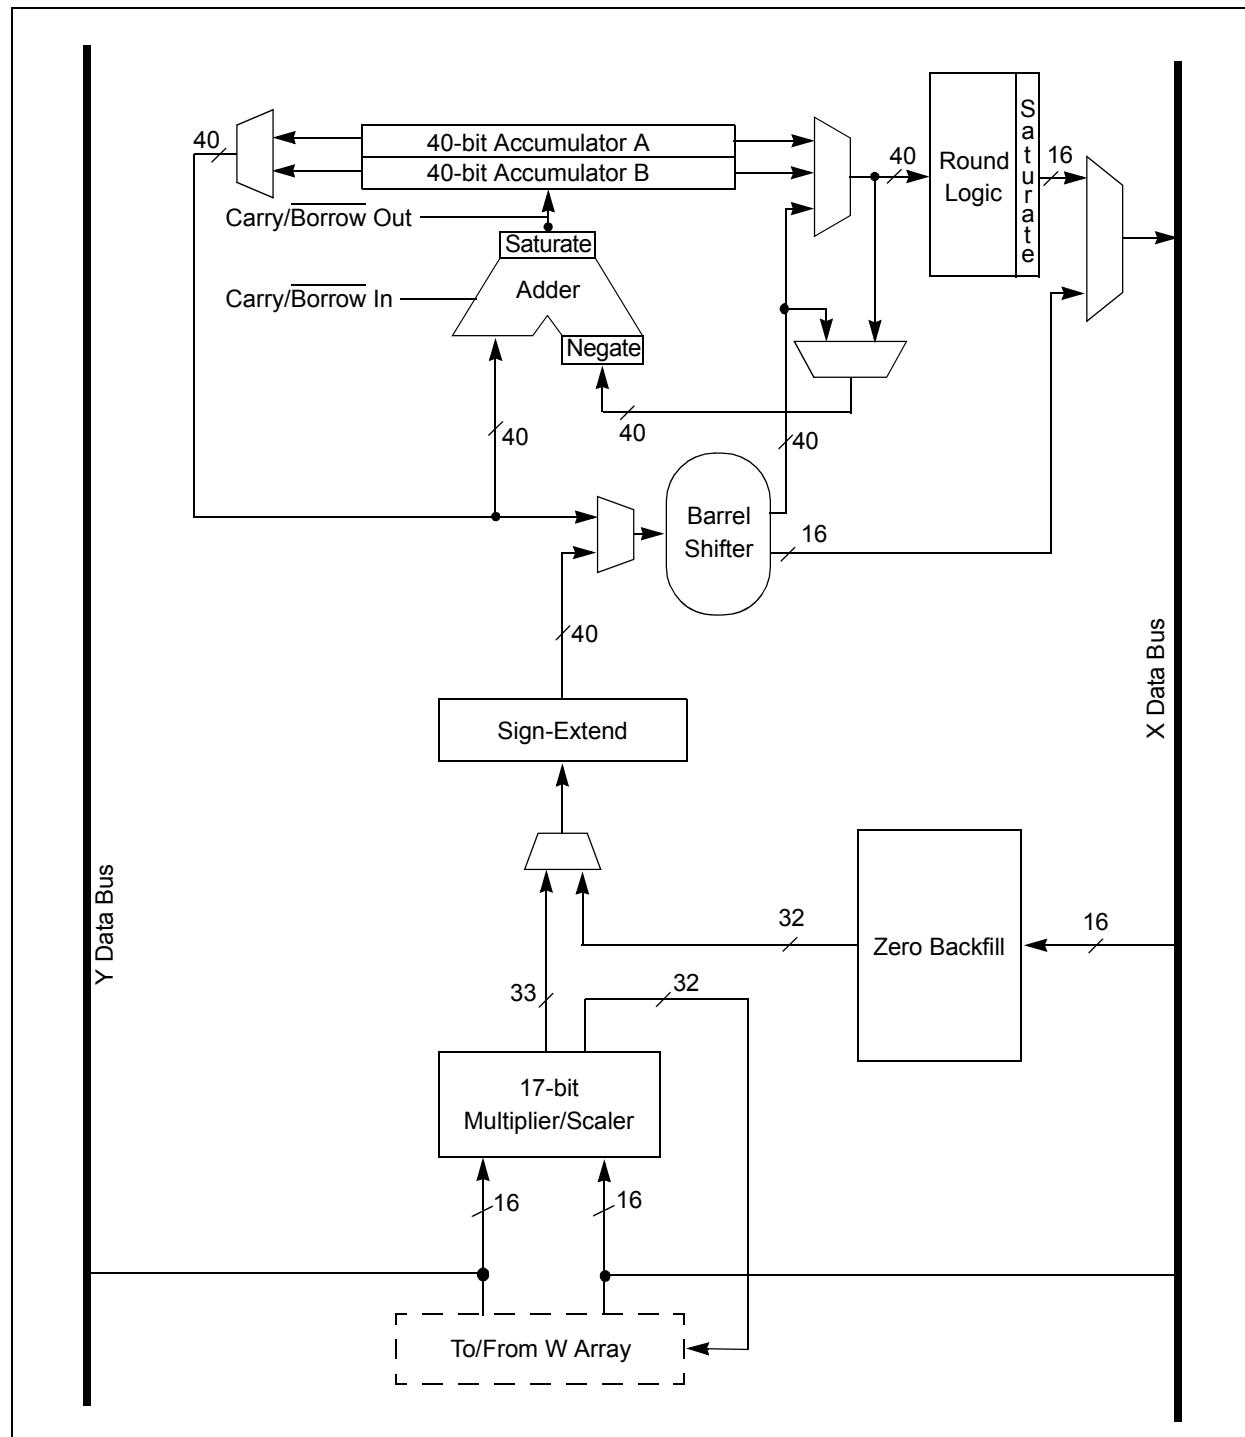 40
40-bit Accumulator A
40-bit Accumulator B
Carry/Borrow Out
Saturate
Carry/Borrow In
Adder
Negate
40
Round
Logic
Saturate
16
40
40
40
Barrel
Shifter
16
40
Sign-Extend
X Data Bus
Y Data Bus
32
Zero Backfill
16
33
32
17-bit
Multiplier/Scaler
16
16
To/From W Array